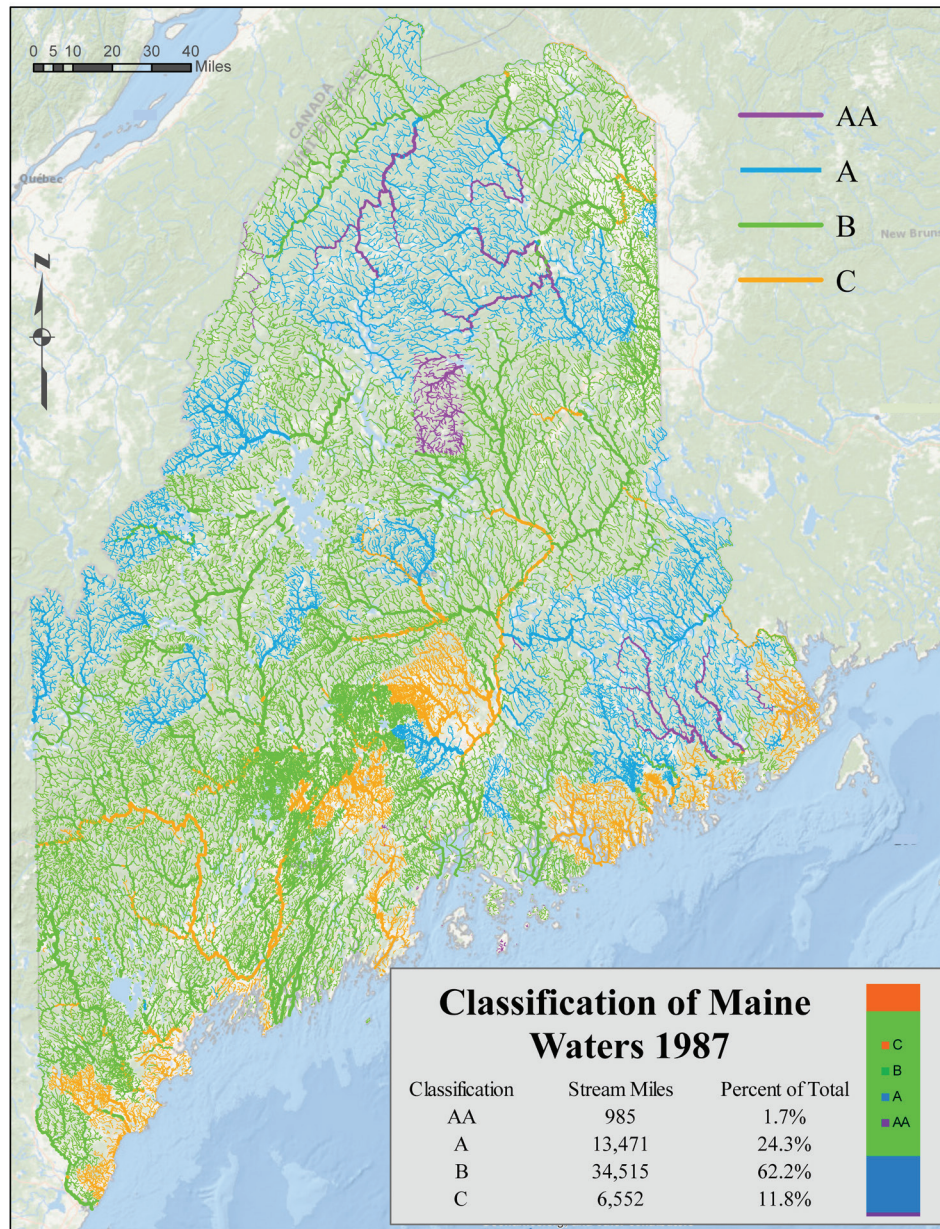 0 5 10 20 30 40
Miles
CANADA
Québec
New Brun
N
AA
A
B
C
Classification of Maine
Waters 1987
Classification Stream Miles Percent of Total
AA 985 1.7%
A 13,471 24.3%
B 34,515 62.2%
C 6,552 11.8%
C
B
A
AA